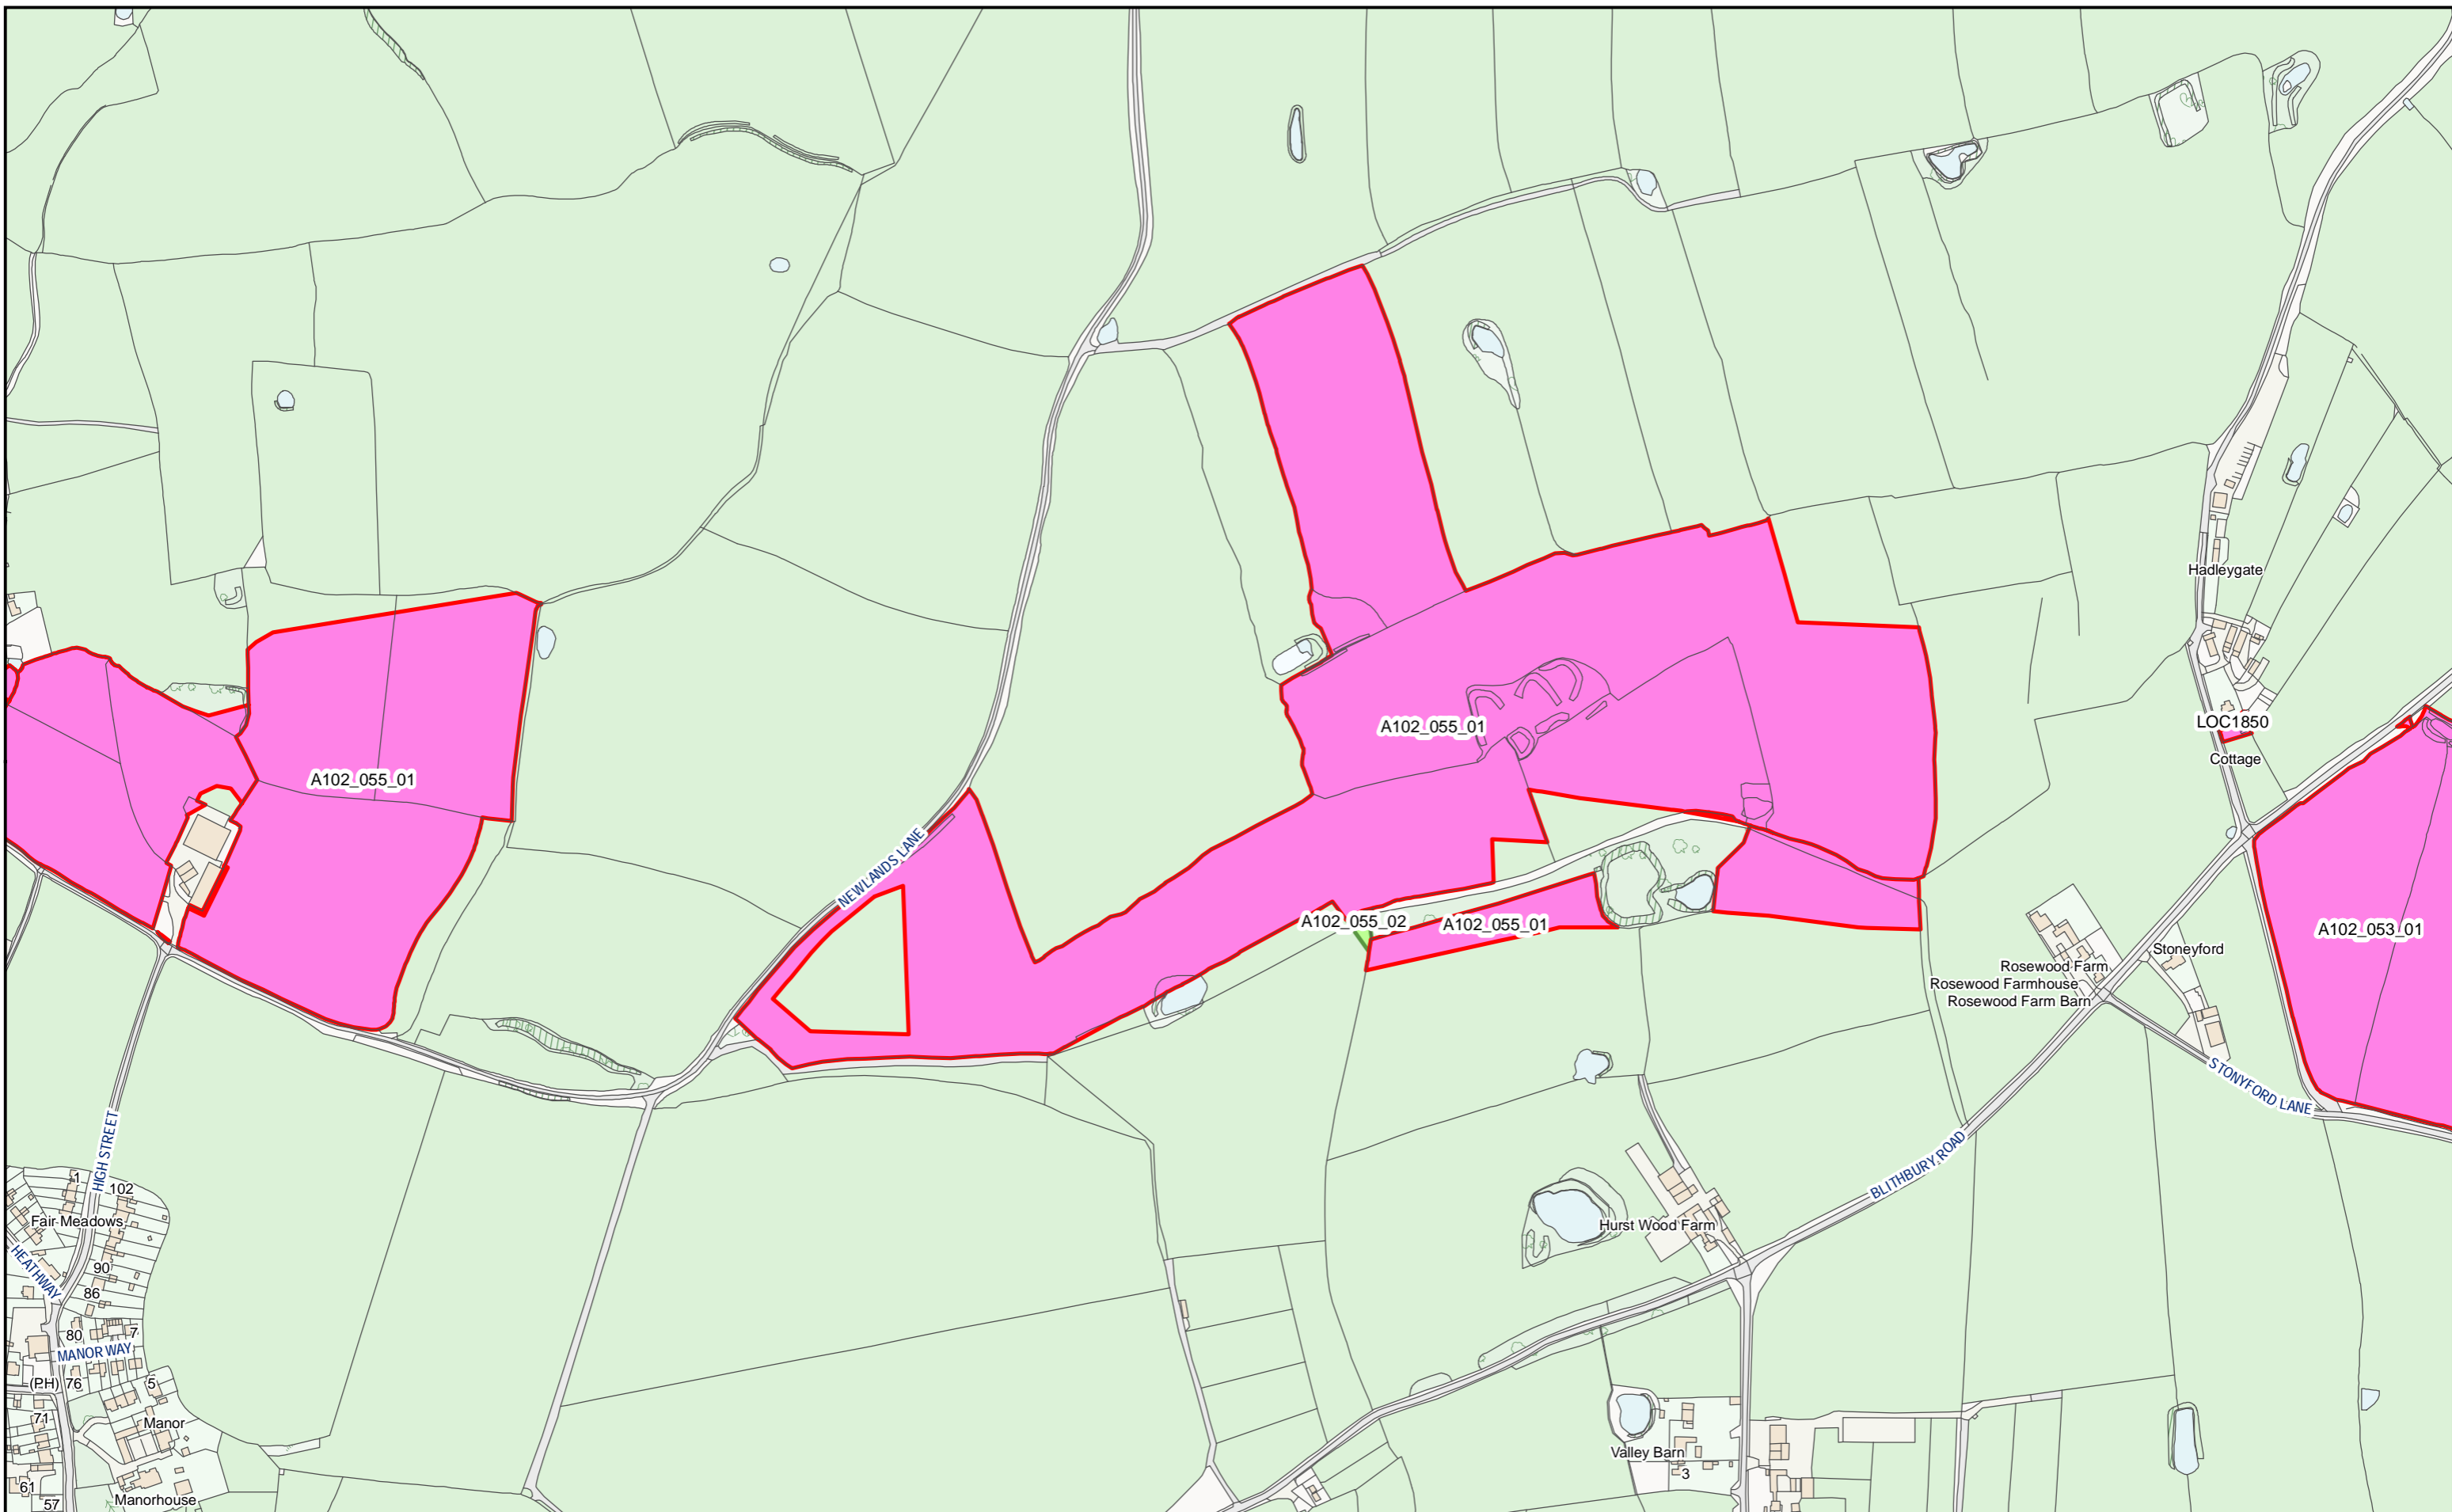 Hadleygate
LOC1850
A102_055_01
Cottage
A102_055_01
NEWLANDS LANE
A102_055_02
A102_055_01
A102_053_01
Stoneyford
Rosewood Farm
Rosewood Farmhouse
Rosewood Farm Barn
STONYFORD LANE
HIGH STREET
BLITHBURY ROAD
1
102
Fair Meadows
Hurst Wood Farm
HEATHWAY
90
86
80
7
MANOR WAY
(PH)
76
5
71
Manor
Valley Barn
3
61
Manorhouse
57